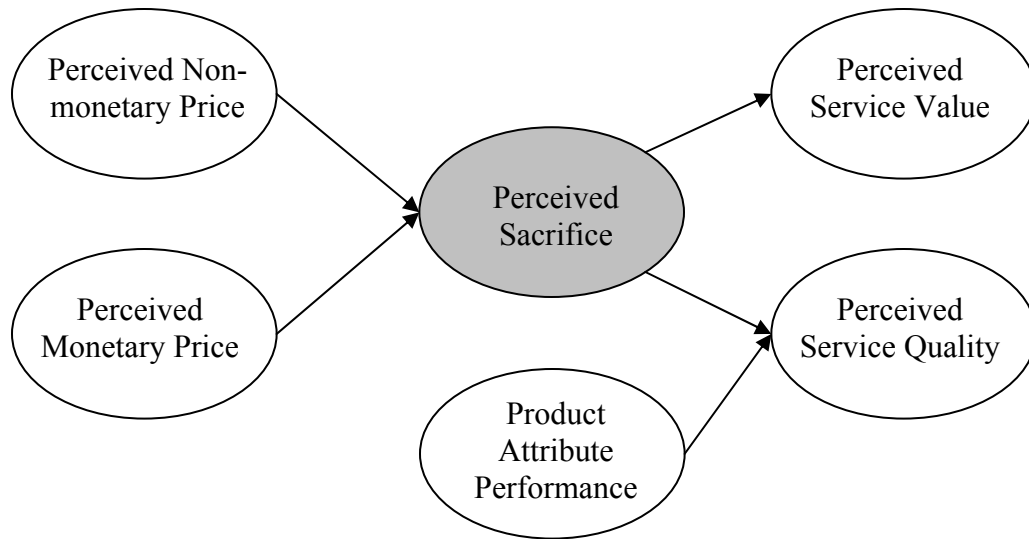 Perceived Non-
monetary Price
Perceived
Service Value
Perceived
Sacrifice
Perceived
Monetary Price
Perceived
Service Quality
Product
Attribute
Performance